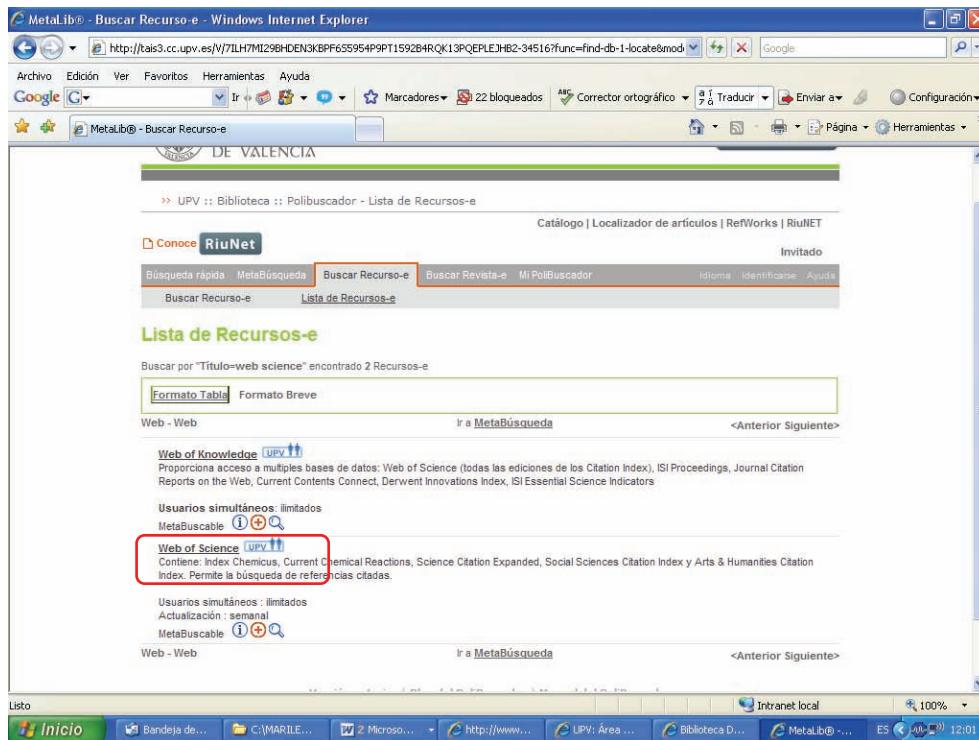 MetaLib® - Buscar Recurso-e - Windows Internet Explorer
http://tais3.cc.upv.es/V/7ILH7MI29BHDEN3KBPF655954P9PT1592B4RQK13PQEPLEJHB2-34516?func=find-db-1-locate&mod
Google
Archivo Edición Ver Favoritos Herramientas Ayuda
Google Ir Marcadores 22 bloqueados Corrector ortográfico Traducir Enviar a Configuración
MetaLib® - Buscar Recurso-e Página Herramientas
DE VALENCIA
>> UPV :: Biblioteca :: Polibuscador - Lista de Recursos-e
Catálogo | Localizador de artículos | RefWorks | RiuNET
Conoce RiuNet
Invitado
Búsqueda rápida MetaBúsqueda Buscar Recurso-e Buscar Revista-e Mi PoliBuscador Idioma Identificarse Ayuda
Buscar Recurso-e Lista de Recursos-e
Lista de Recursos-e
Buscar por "Título=web science" encontrado 2 Recursos-e
Formato Tabla Formato Breve
Web - Web Ir a MetaBúsqueda <Anterior Siguiente>
Web of Knowledge UPV
Proporciona acceso a multiples bases de datos: Web of Science (todas las ediciones de los Citation Index), ISI Proceedings, Journal Citation
Reports on the Web, Current Contents Connect, Derwent Innovations Index, ISI Essential Science Indicators
Usuarios simultáneos: ilimitados
MetaBuscable
Web of Science UPV
Contiene: Index Chemicus, Current Chemical Reactions, Science Citation Expanded, Social Sciences Citation Index y Arts & Humanities Citation
Index. Permite la búsqueda de referencias citadas.
Usuarios simultáneos : ilimitados
Actualización : semanal
MetaBuscable
Web - Web Ir a MetaBúsqueda <Anterior Siguiente>
Listo Intranet local 100%
Inicio Bandeja de... C:\MARILE... 2 Microso... http://www... UPV: Área ... Biblioteca D... MetaLib® -... ES 12:01